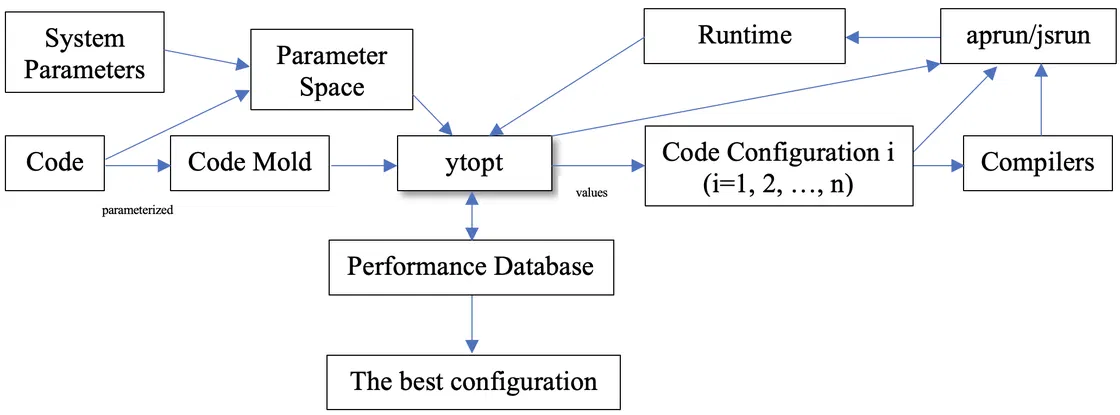 System
Parameters
Parameter
Space
Runtime
aprun/jsrun
Code
Code Mold
ytopt
Code Configuration i
(i=1, 2, …, n)
Compilers
parameterized
values
Performance Database
The best configuration